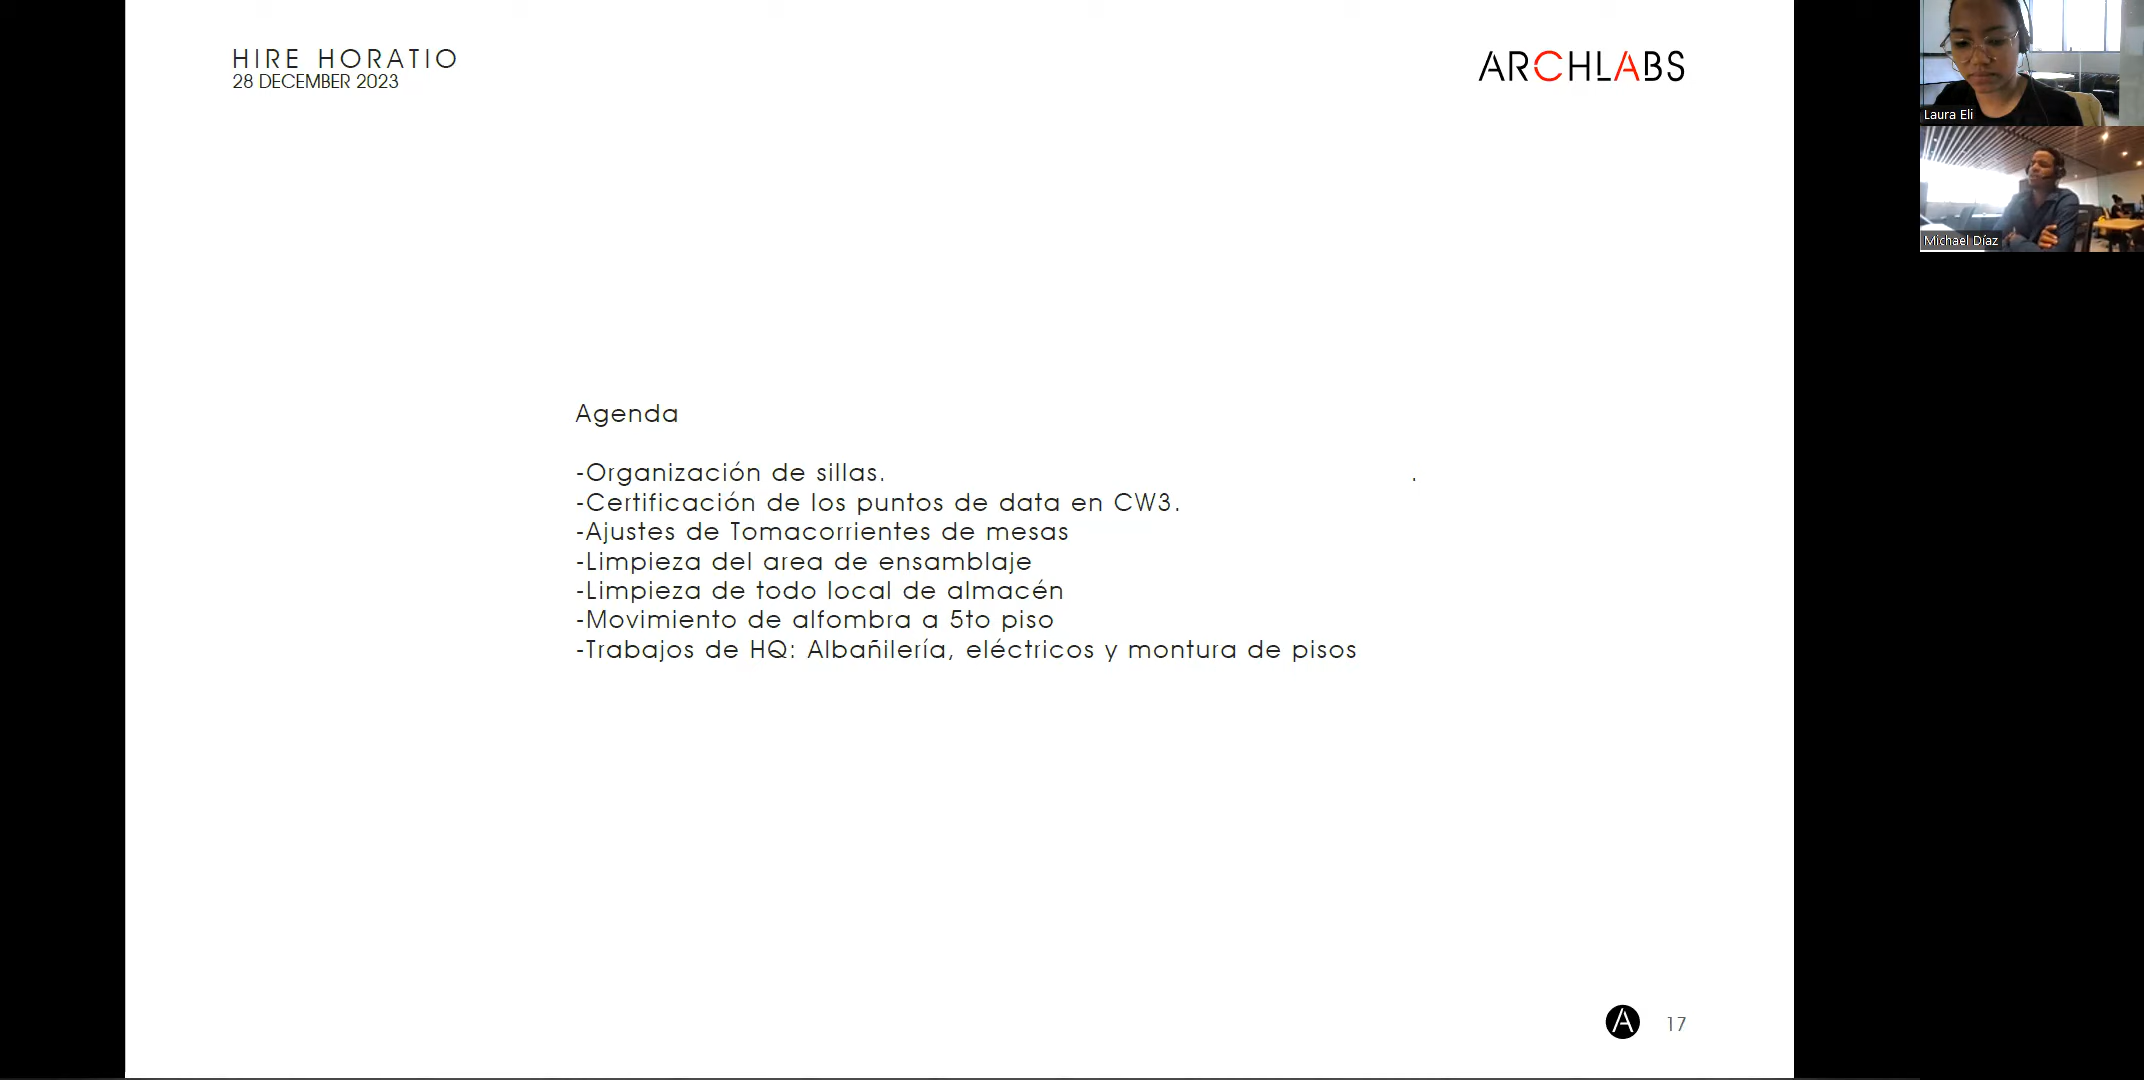 HIRE HORATIO
28 DECEMBER 2023
ARCHLABS
Laura Eli
Michael Díaz
Agenda
-Organización de sillas.
.
-Certificación de los puntos de data en CW3.
-Ajustes de Tomacorrientes de mesas
-Limpieza del area de ensamblaje
-Limpieza de todo local de almacén
-Movimiento de alfombra a 5to piso
-Trabajos de HQ: Albañilería, eléctricos y montura de pisos
A 17